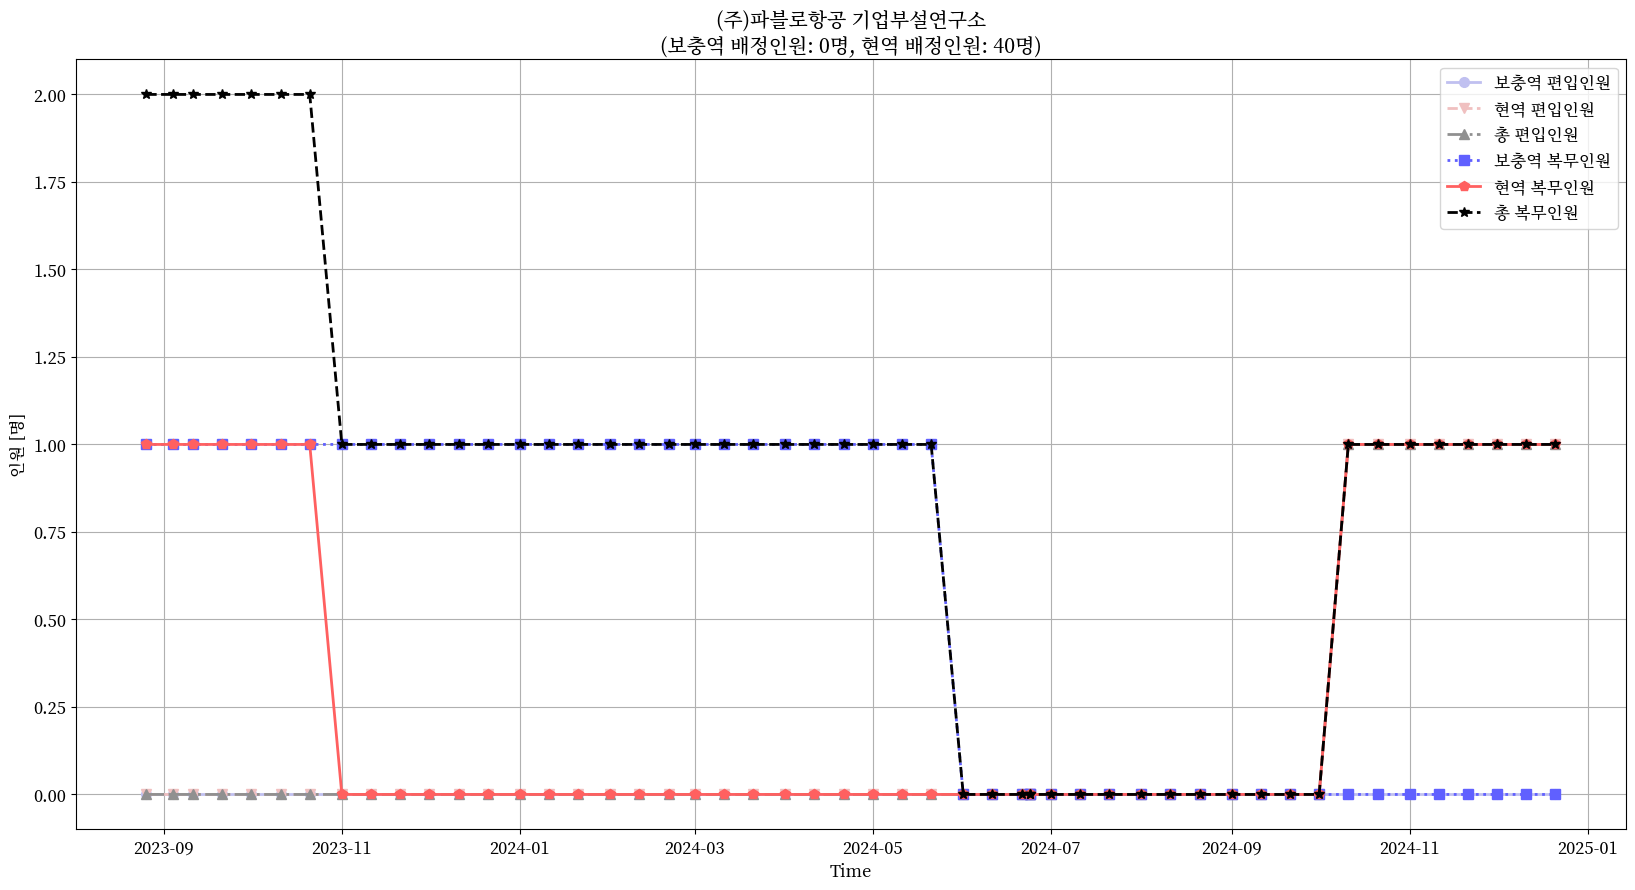 (주)파블로항공 기업부설연구소
(보충역 배정인원: 0명, 현역 배정인원: 40명)
보충역 편입인원
현역 편입인원
총 편입인원
보충역 복무인원
현역 복무인원
총 복무인원
인원 [명]
2.00
1.75
1.50
1.25
1.00
0.75
0.50
0.25
0.00
2023-09
2023-11
2024-01
2024-03
2024-05
2024-07
2024-09
2024-11
2025-01
Time